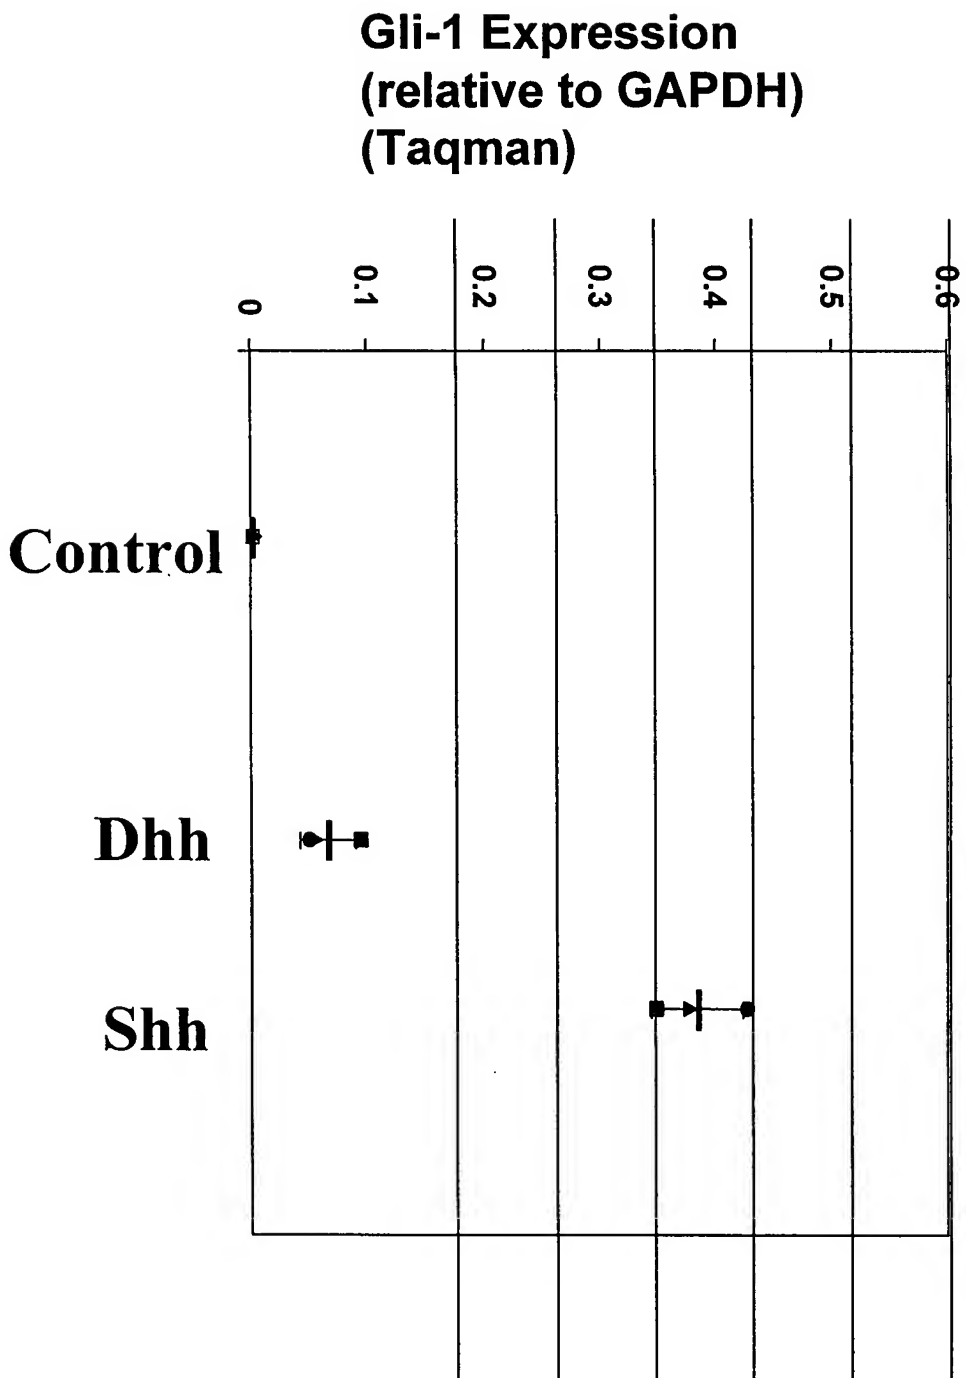 Gli-1 Expression
(relative to GAPDH)
(Taqman)
0
0.1
0.2
0.3
0.4
0.5
0.6
Control
Dhh
Shh